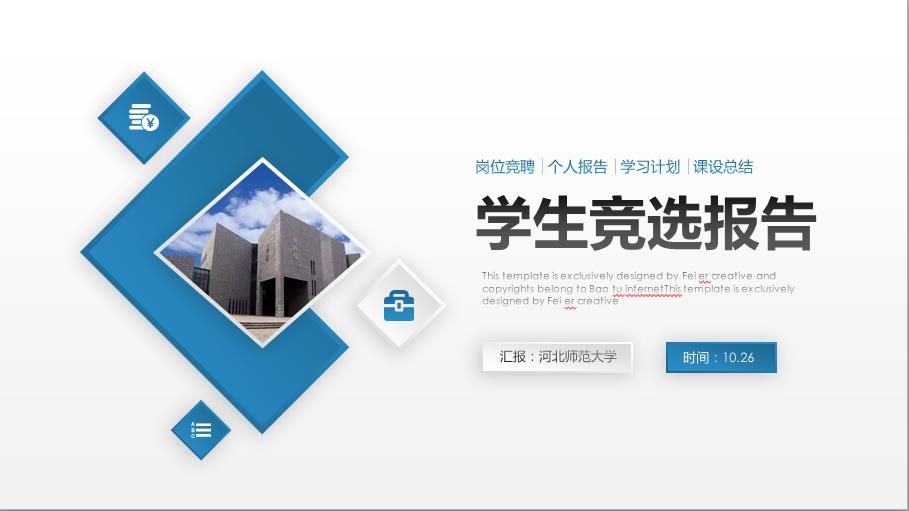 岗位竞聘 个人报告 学习计划 课设总结
学生竞选报告
This template is exclusively designed by Fei er creative and
copyrights belong to Bao tu internetThis template is exclusively
designed by Fei er creative
汇报：河北师范大学
时间：10.26
¥
A
B
C